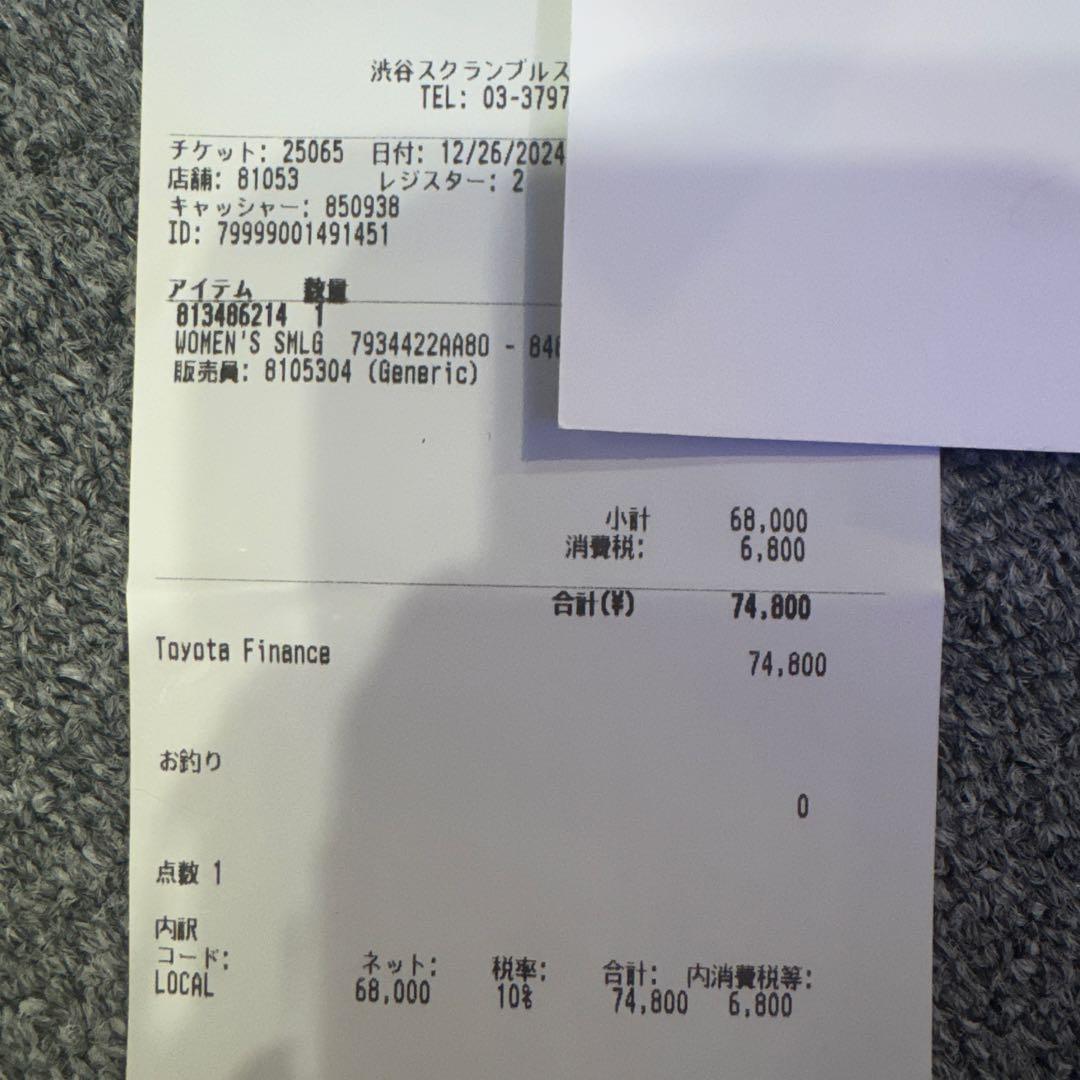 渋谷スクランブルス
TEL: 03-3797
チケット: 25065 日付: 12/26/2024
店舗: 81053 レジスター: 2
キャッシャー: 850938
ID: 79999001491451
アイテム 数量
813486214 1
WOMEN'S SMLG 7934422AA80 - 84
販売員: 8105304 (Generic)
小計 68,000
消費税: 6,800
合計(¥) 74,800
Toyota Finance 74,800
お釣り
0
点数 1
内訳
コード: ネット: 税率: 合計: 内消費税等:
LOCAL 68,000 10% 74,800 6,800